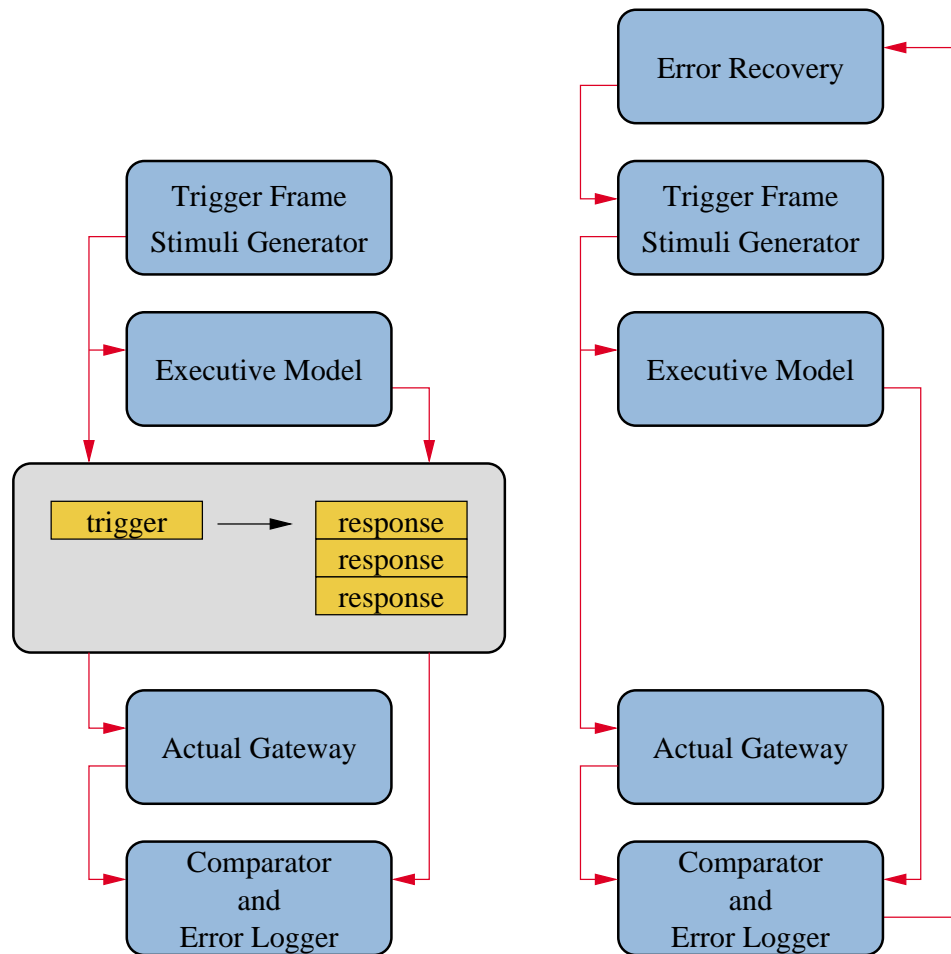 Trigger Frame
Stimuli Generator
Executive Model
trigger
response
response
response
Actual Gateway
Comparator
and
Error Logger
Error Recovery
Trigger Frame
Stimuli Generator
Executive Model
Actual Gateway
Comparator
and
Error Logger